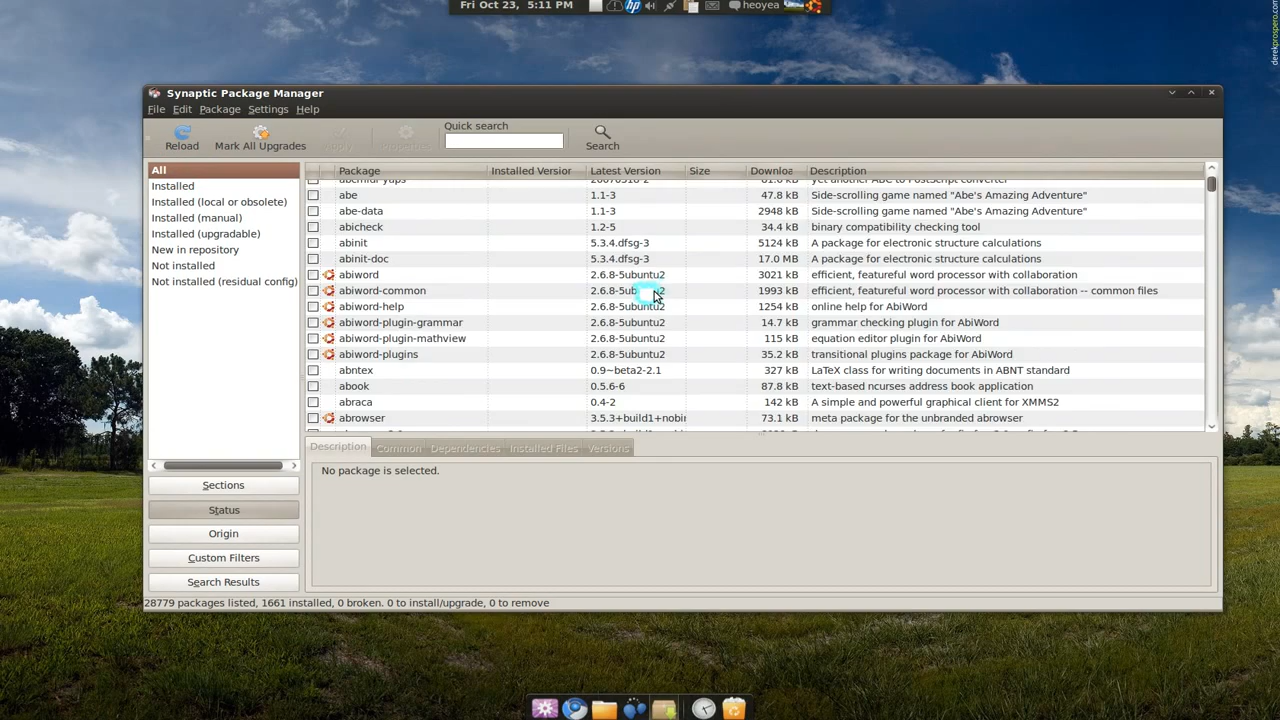 Fri Oct 23, 5:11 PM
hp
heoyea
Synaptic Package Manager
File Edit Package Settings Help
Reload
Mark All Upgrades
Apply
Properties
Quick search
Search
All
Installed
Installed (local or obsolete)
Installed (manual)
Installed (upgradable)
New in repository
Not installed
Not installed (residual config)
Sections
Status
Origin
Custom Filters
Search Results
Package Installed Version Latest Version Size Downloa Description
abe 1.1-3 47.8 kB Side-scrolling game named "Abe's Amazing Adventure"
abe-data 1.1-3 2948 kB Side-scrolling game named "Abe's Amazing Adventure"
abicheck 1.2-5 34.4 kB binary compatibility checking tool
abinit 5.3.4.dfsg-3 5124 kB A package for electronic structure calculations
abinit-doc 5.3.4.dfsg-3 17.0 MB A package for electronic structure calculations
abiword 2.6.8-5ubuntu2 3021 kB efficient, featureful word processor with collaboration
abiword-common 2.6.8-5ubuntu2 1993 kB efficient, featureful word processor with collaboration -- common files
abiword-help 2.6.8-5ubuntu2 1254 kB online help for AbiWord
abiword-plugin-grammar 2.6.8-5ubuntu2 14.7 kB grammar checking plugin for AbiWord
abiword-plugin-mathview 2.6.8-5ubuntu2 115 kB equation editor plugin for AbiWord
abiword-plugins 2.6.8-5ubuntu2 35.2 kB transitional plugins package for AbiWord
abntex 0.9~beta2-2.1 327 kB LaTeX class for writing documents in ABNT standard
abook 0.5.6-6 87.8 kB text-based ncurses address book application
abraca 0.4-2 142 kB A simple and powerful graphical client for XMMS2
abrowser 3.5.3+build1+nobin 73.1 kB meta package for the unbranded abrowser
Description Common Dependencies Installed Files Versions
No package is selected.
28779 packages listed, 1661 installed, 0 broken. 0 to install/upgrade, 0 to remove